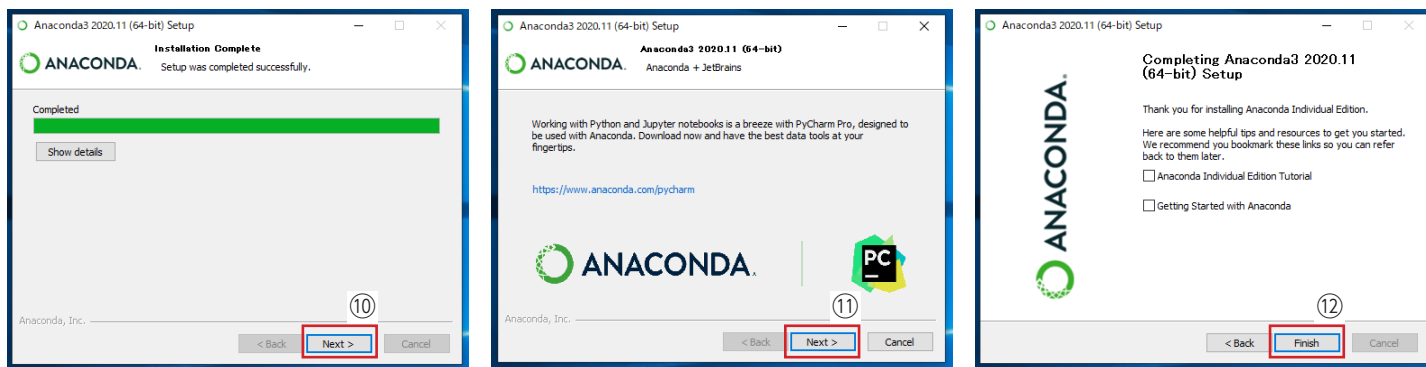 Anaconda3 2020.11 (64-bit) Setup
Installation Complete
ANACONDA.
Setup was completed successfully.
Completed
Show details
⑩
Anaconda, Inc.
< Back
Next >
Cancel
Anaconda3 2020.11 (64-bit) Setup
Anaconda3 2020.11 (64-bit)
ANACONDA.
Anaconda + JetBrains
Working with Python and Jupyter notebooks is a breeze with PyCharm Pro, designed to
be used with Anaconda. Download now and have the best data tools at your
fingertips.
https://www.anaconda.com/pycharm
ANACONDA.
PC
⑪
Anaconda, Inc.
< Back
Next >
Cancel
Anaconda3 2020.11 (64-bit) Setup
ANACONDA.
Completing Anaconda3 2020.11
(64-bit) Setup
Thank you for installing Anaconda Individual Edition.
Here are some helpful tips and resources to get you started.
We recommend you bookmark these links so you can refer
back to them later.
Anaconda Individual Edition Tutorial
Getting Started with Anaconda
⑫
< Back
Finish
Cancel